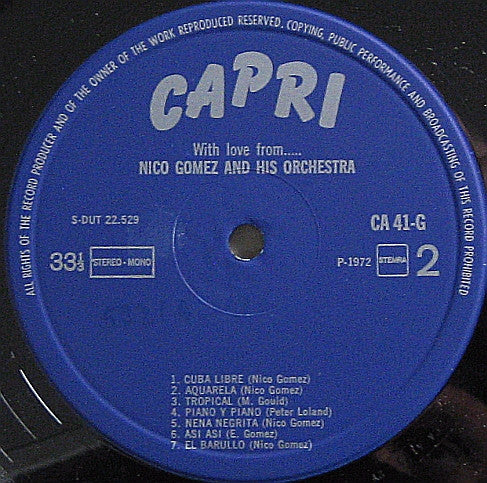 ALL RIGHTS OF THE RECORD PRODUCER AND OF THE OWNER OF THE WORK REPRODUCED RESERVED. COPYING, PUBLIC PERFORMANCE AND BROADCASTING OF THIS RECORD PROHIBITED
CAPRI
With love from.....
NICO GOMEZ AND HIS ORCHESTRA
S-DUT 22.529
CA 41-G
33⅓ STEREO-MONO
P-1972 STEMRA 2
1. CUBA LIBRE (Nico Gomez)
2. AQUARELA (Nico Gomez)
3. TROPICAL (M. Gould)
4. PIANO Y PIANO (Peter Loland)
5. NENA NEGRITA (Nico Gomez)
6. ASI ASI (E. Gomez)
7. EL BARULLO (Nico Gomez)